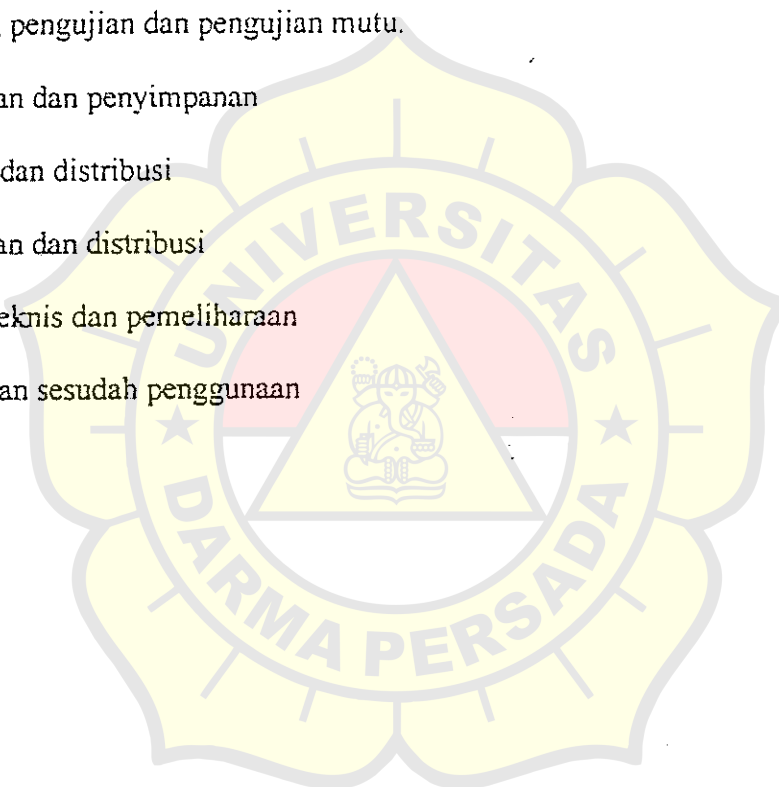 pengujian dan pengujian mutu.
an dan penyimpanan
dan distribusi
an dan distribusi
eknis dan pemeliharaan
an sesudah penggunaan
UNIVERSITAS
DARMA PERSADA